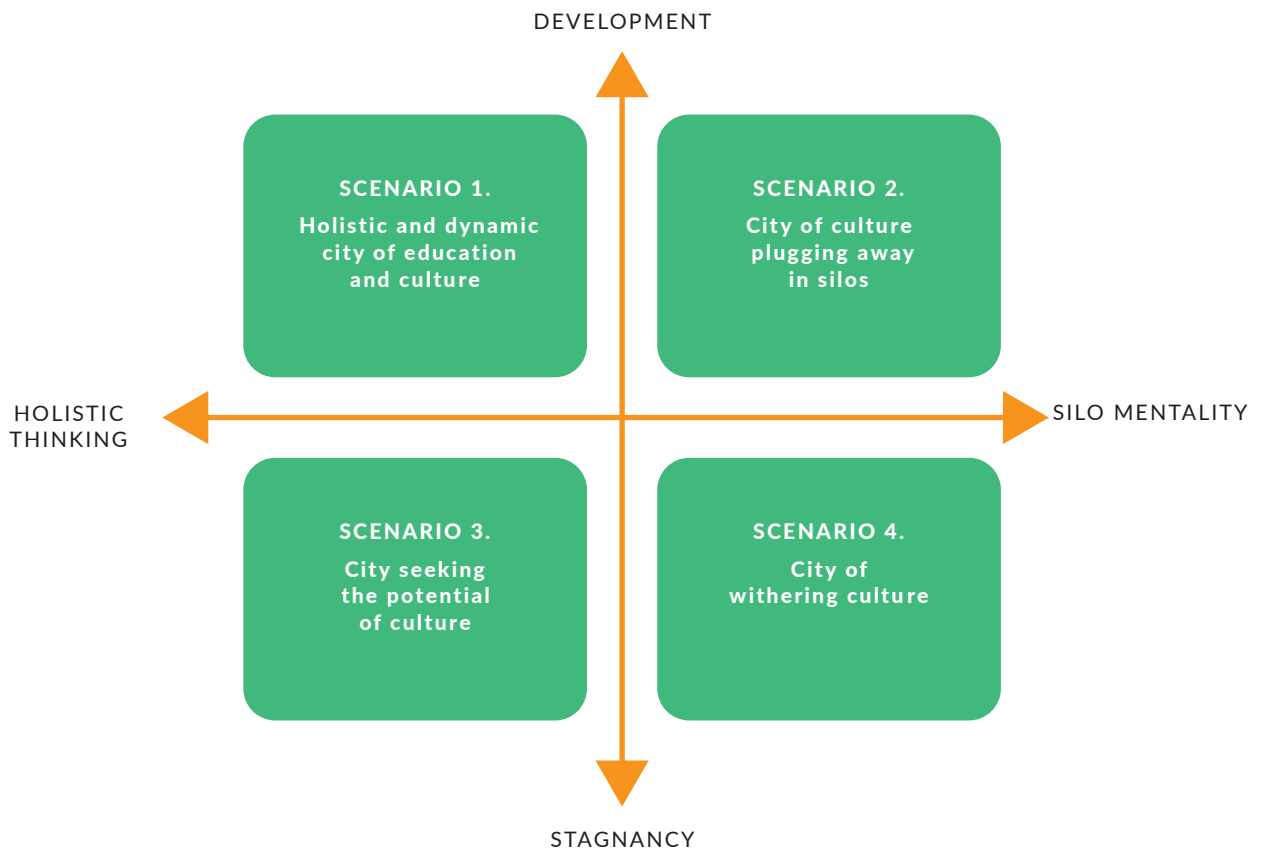 DEVELOPMENT
SCENARIO 1.
Holistic and dynamic
city of education
and culture
SCENARIO 2.
City of culture
plugging away
in silos
HOLISTIC
THINKING
SILO MENTALITY
SCENARIO 3.
City seeking
the potential
of culture
SCENARIO 4.
City of
withering culture
STAGNANCY